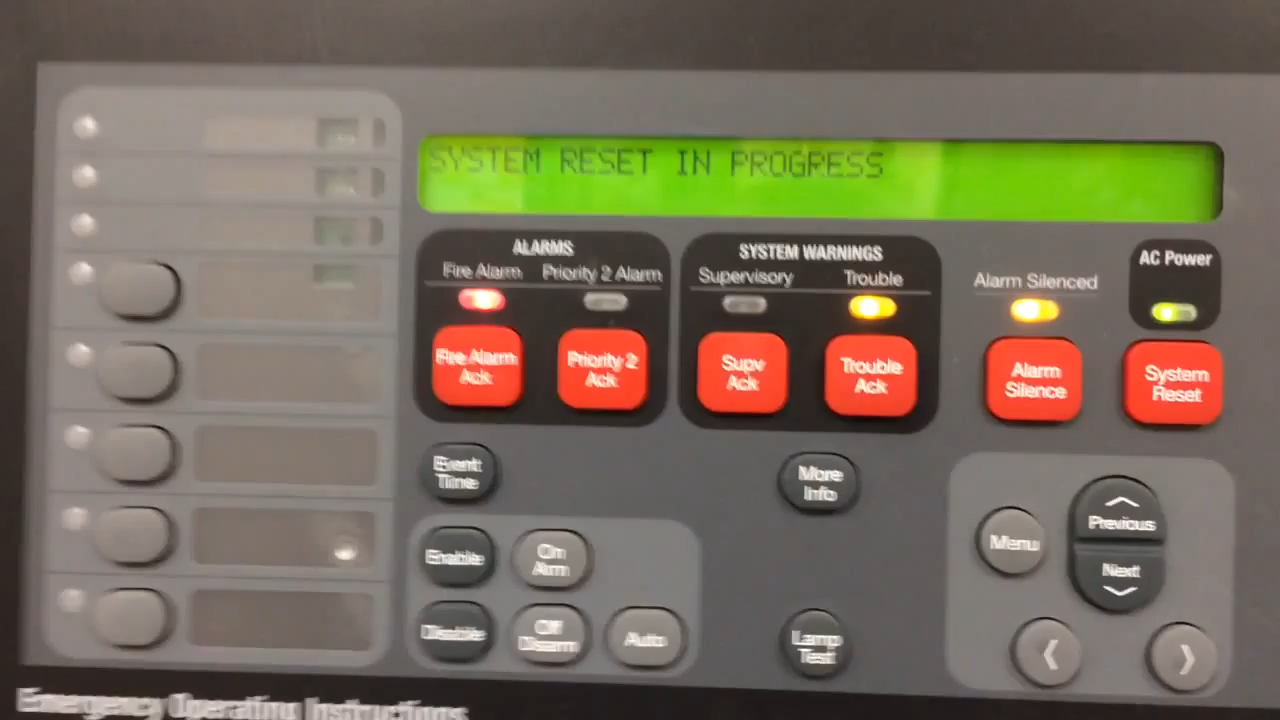 SYSTEM RESET IN PROGRESS
ALARMS
Fire Alarm
Priority 2 Alarm
SYSTEM WARNINGS
Supervisory
Trouble
Alarm Silenced
AC Power
Fire Alarm
Ack
Priority 2
Ack
Supv
Ack
Trouble
Ack
Alarm
Silence
System
Reset
Event
Time
More
Info
Enable
On
Arm
Menu
Previous
Next
Disable
Off
Disarm
Auto
Lamp
Test
Emergency Operating Instructions